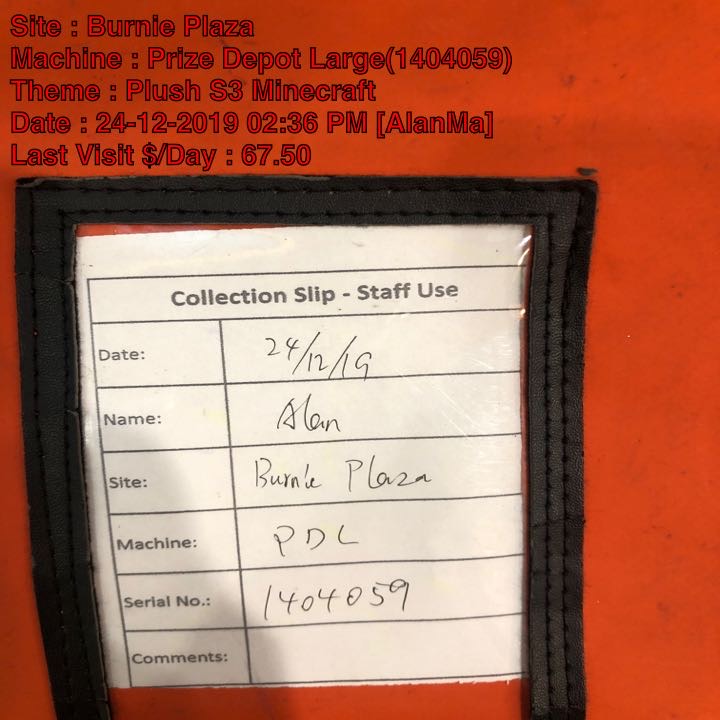 Site : Burnie Plaza
Machine : Prize Depot Large(1404059)
Theme : Plush S3 Minecraft
Date : 24-12-2019 02:36 PM [AlanMa]
Last Visit $/Day : 67.50
Collection Slip - Staff Use
Date: 24/12/19
Name: Alan
Site: Burnie Plaza
Machine: PDL
Serial No.: 1404059
Comments: